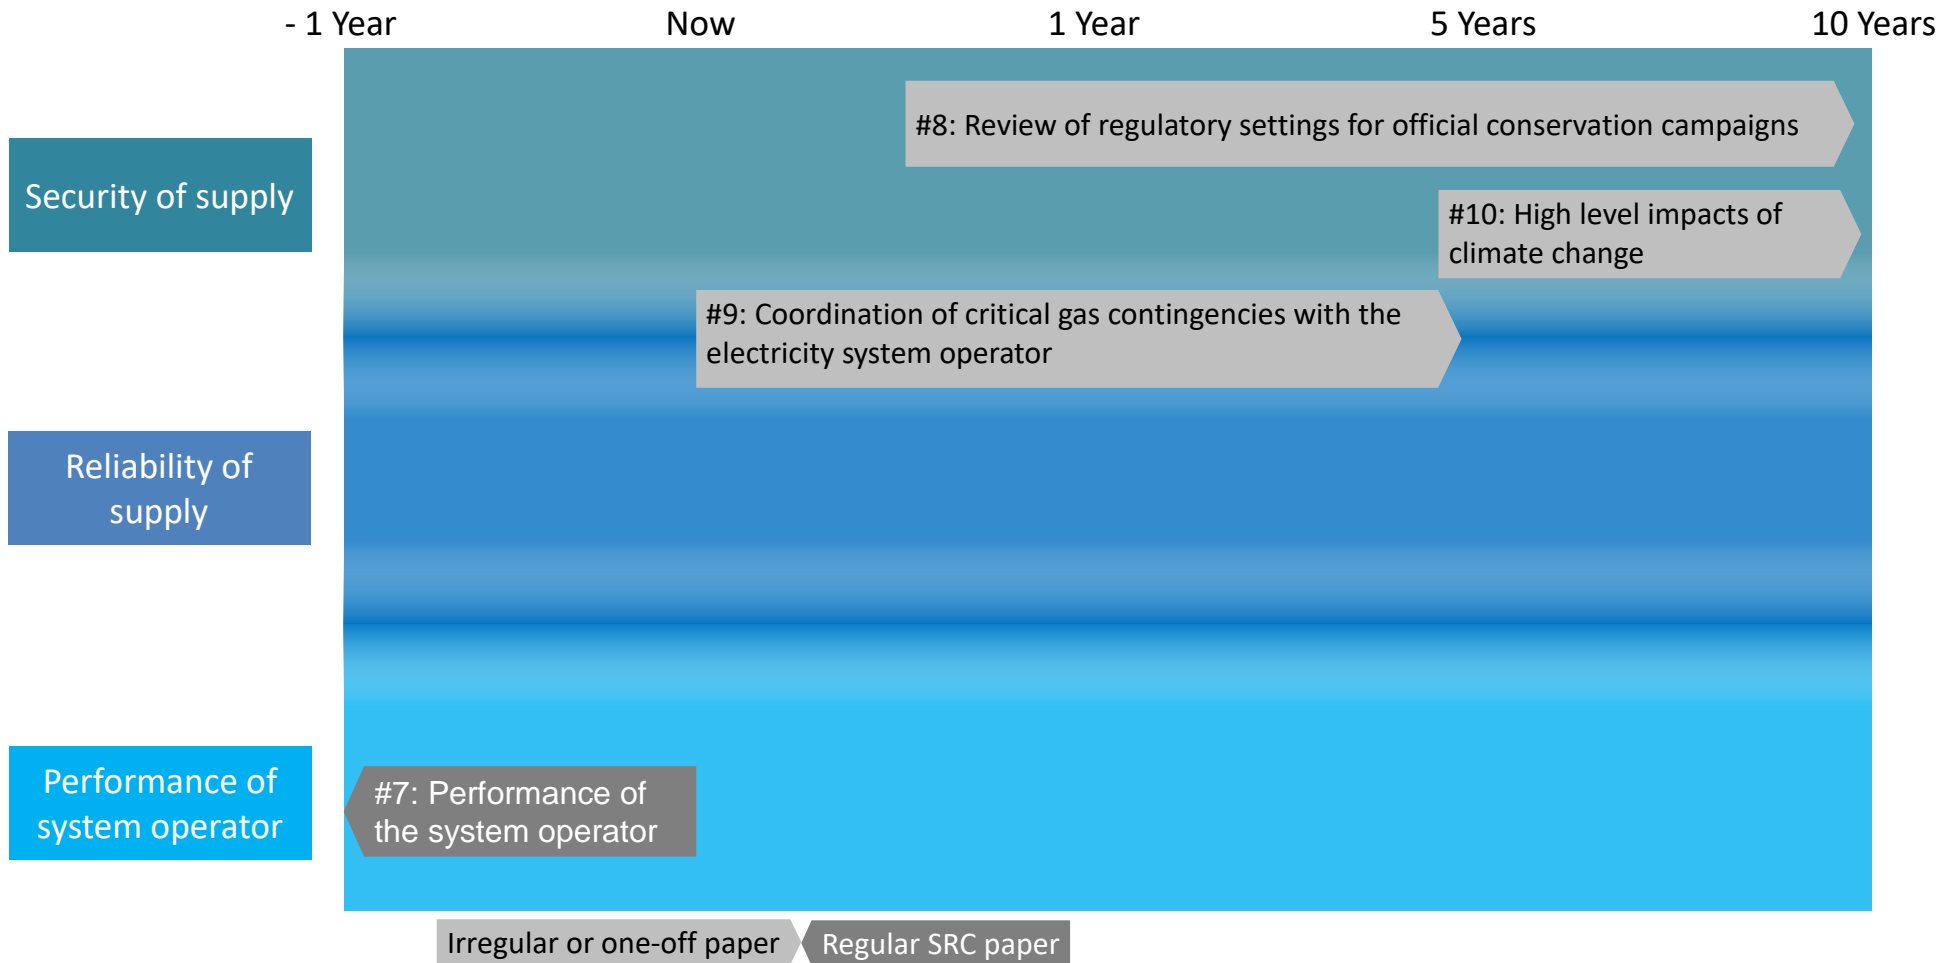 - 1 Year Now 1 Year 5 Years 10 Years
#8: Review of regulatory settings for official conservation campaigns
Security of supply
#10: High level impacts of
climate change
#9: Coordination of critical gas contingencies with the
electricity system operator
Reliability of
supply
Performance of
system operator
#7: Performance of
the system operator
Irregular or one-off paper
Regular SRC paper